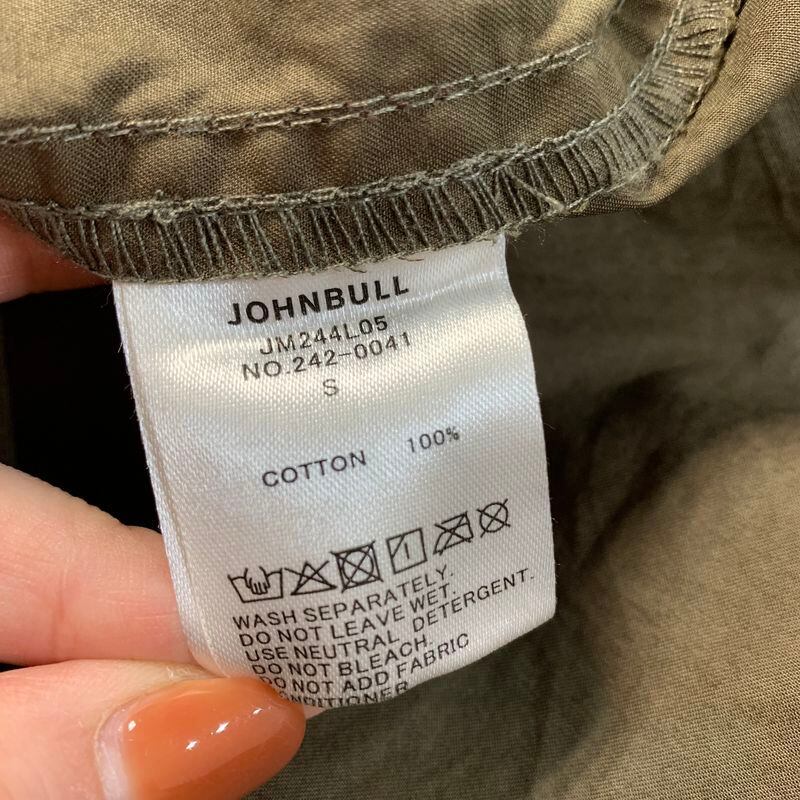 JOHNBULL
JM244L05
NO.242-0041
S
COTTON 100%
WASH SEPARATELY.
DO NOT LEAVE WET.
USE NEUTRAL DETERGENT.
DO NOT BLEACH.
DO NOT ADD FABRIC
CONDITIONER